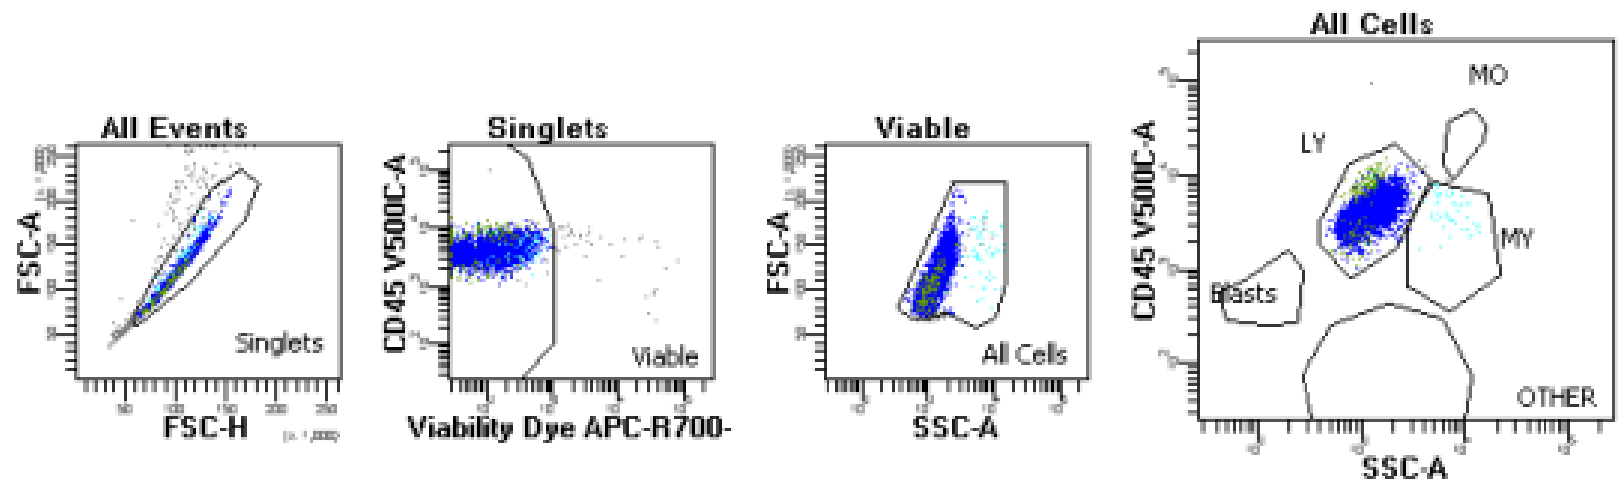 All Events
FSC-A
Singlets
FSC-H
Singlets
CD45 V500C-A
Viable
Viability Dye APC-R700-
Viable
FSC-A
All Cells
SSC-A
All Cells
CD45 V500C-A
MO
LY
MY
Blasts
OTHER
SSC-A